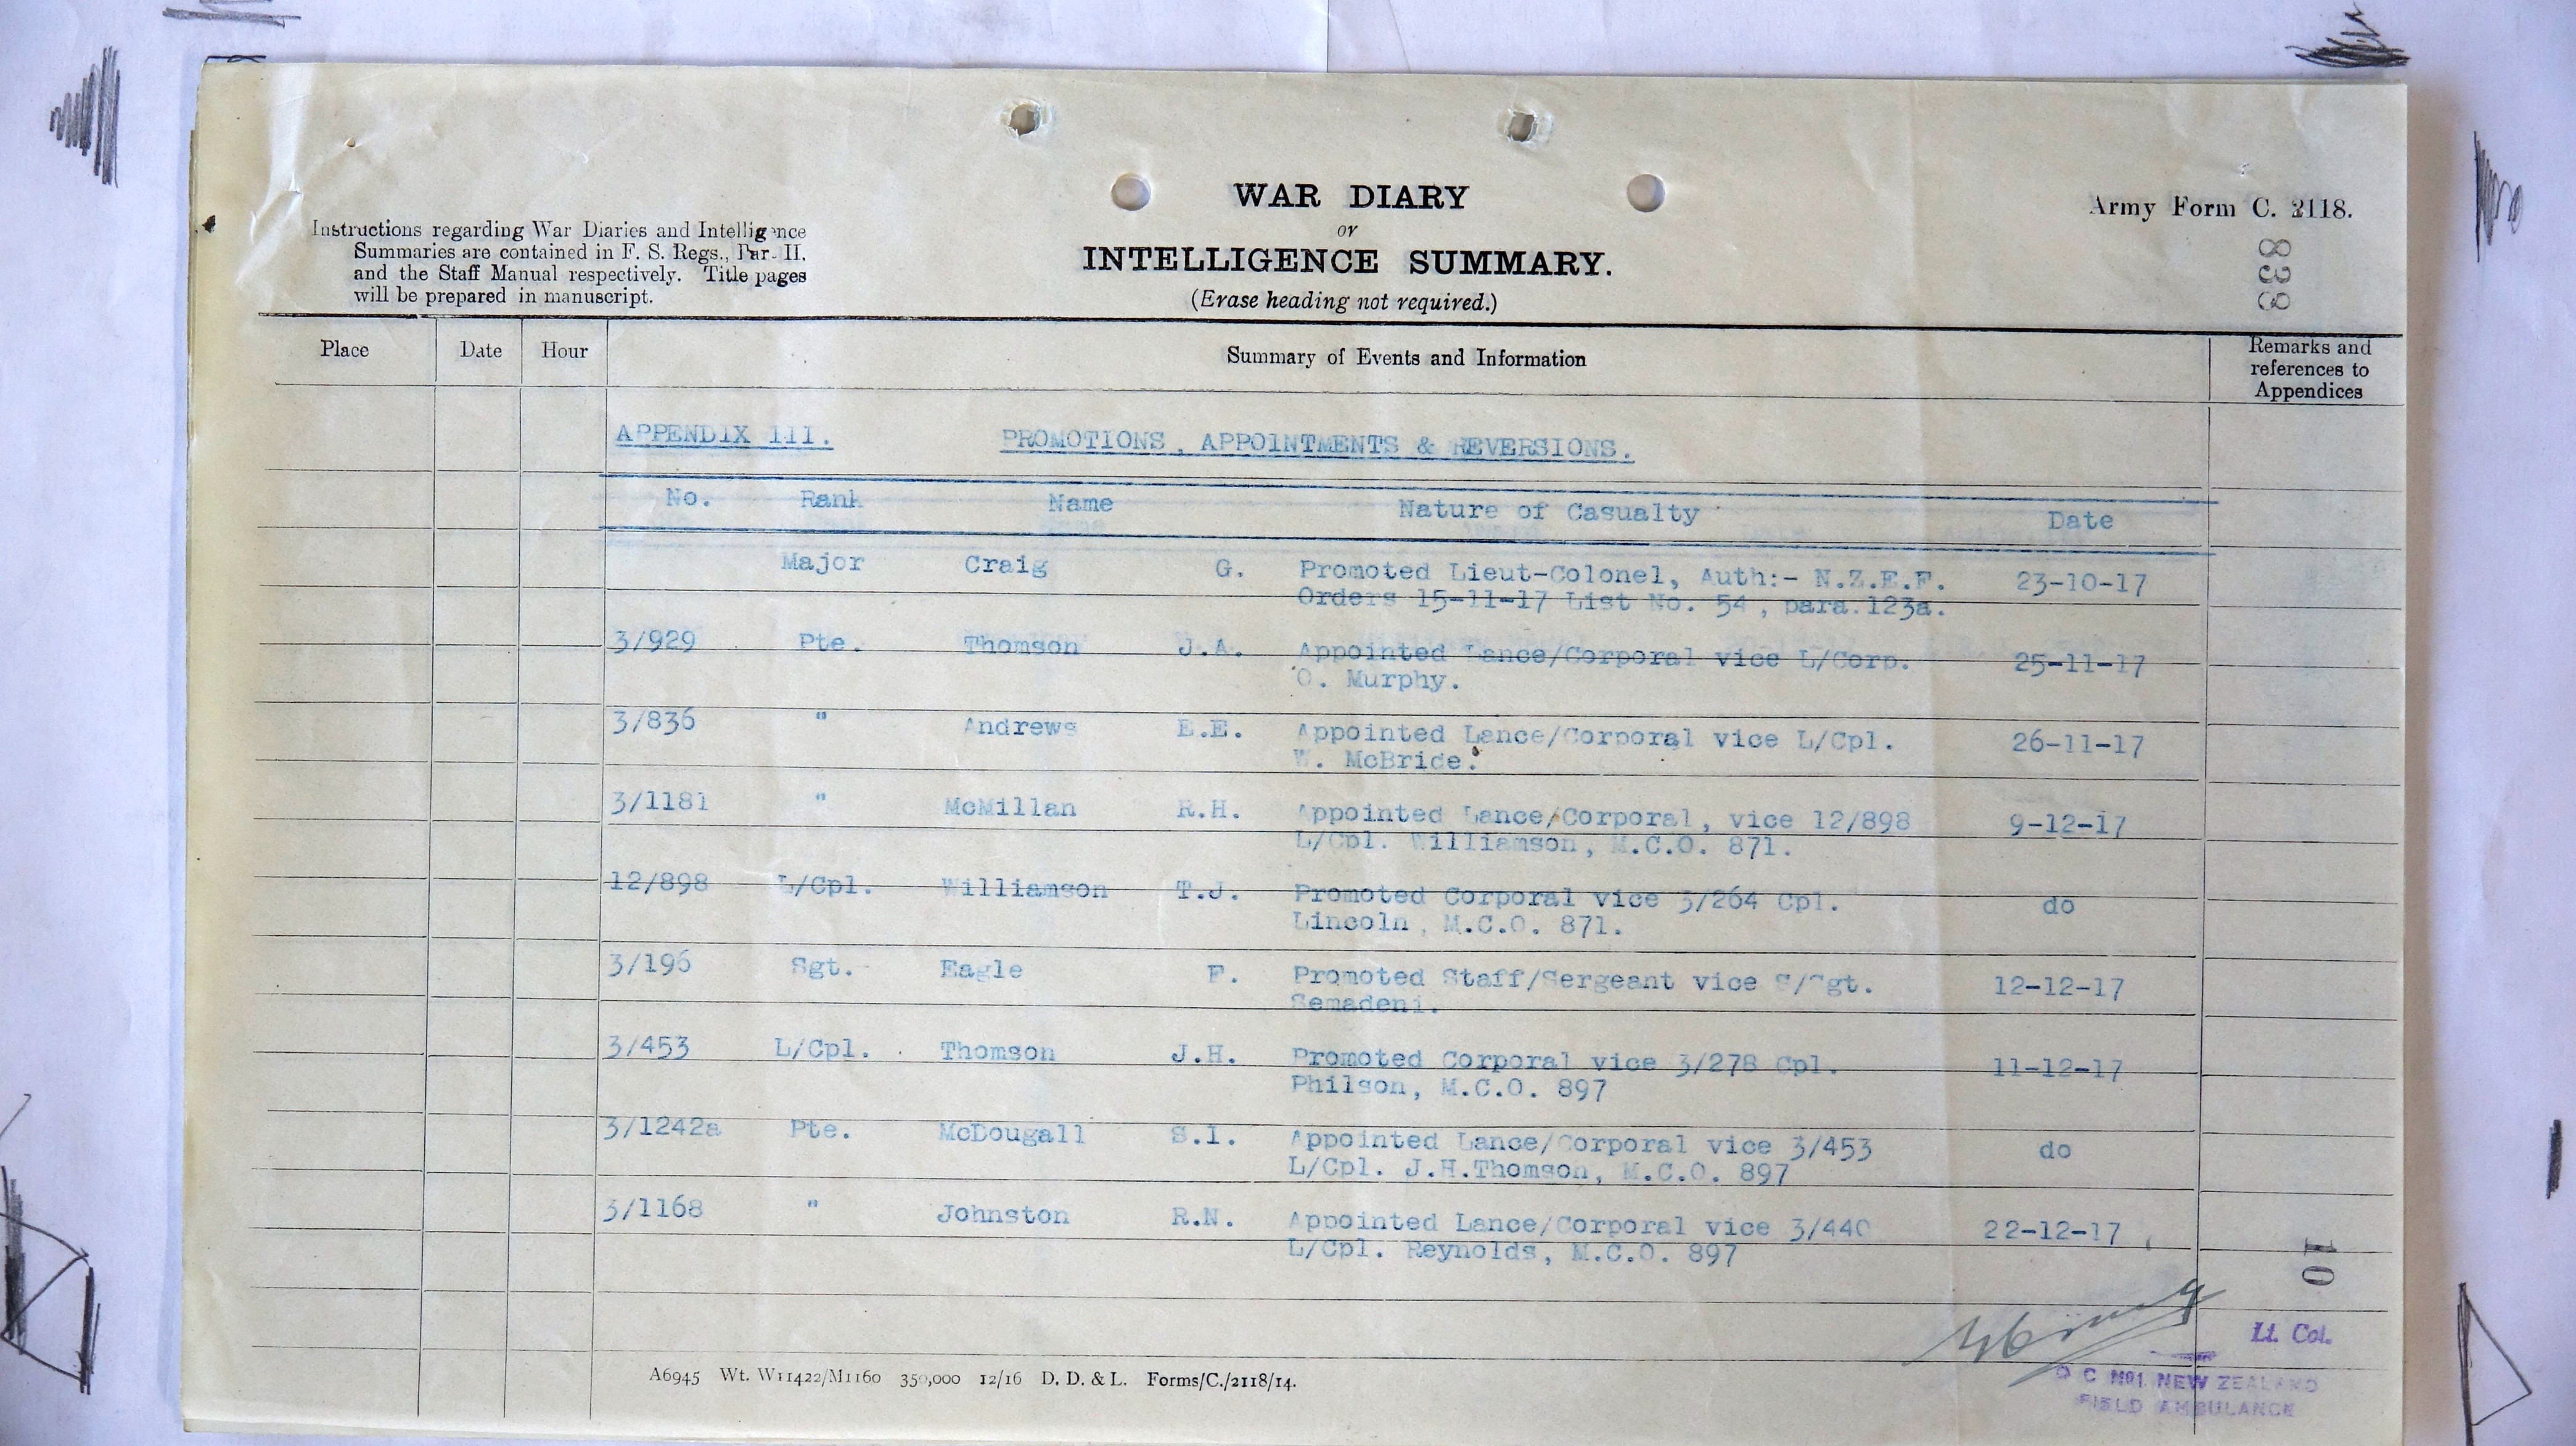 WAR DIARY
or
INTELLIGENCE SUMMARY.
(Erase heading not required.)
Army Form C. 2118.
839
Instructions regarding War Diaries and Intelligence
Summaries are contained in F. S. Regs., Par. II.
and the Staff Manual respectively. Title pages
will be prepared in manuscript.
Place Date Hour Summary of Events and Information Remarks and references to Appendices
APPENDIX III. PROMOTIONS, APPOINTMENTS & REVERSIONS.
No. Rank Name Nature of Casualty Date
Major Craig G. Promoted Lieut-Colonel, Auth:- N.Z.E.F. 23-10-17
Orders 15-11-17 List No. 54, para.123a.
3/929 Pte. Thomson J.A. Appointed Lance/Corporal vice L/Corp. 25-11-17
O. Murphy.
3/836 " Andrews E.E. Appointed Lance/Corporal vice L/Cpl. 26-11-17
W. McBride.
3/1181 " McMillan R.H. Appointed Lance/Corporal, vice 12/898 9-12-17
L/Cpl. Williamson, M.C.O. 871.
12/898 L/Cpl. Williamson T.J. Promoted Corporal vice 3/264 Cpl. do
Lincoln, M.C.O. 871.
3/196 Sgt. Eagle F. Promoted Staff/Sergeant vice S/Sgt. 12-12-17
Semadeni.
3/453 L/Cpl. Thomson J.H. Promoted Corporal vice 3/278 Cpl. 11-12-17
Philson, M.C.O. 897
3/1242a Pte. McDougall S.I. Appointed Lance/Corporal vice 3/453 do
L/Cpl. J.H.Thomson, M.C.O. 897
3/1168 " Johnston R.N. Appointed Lance/Corporal vice 3/440 22-12-17
L/Cpl. Reynolds, M.C.O. 897
10
Lt. Col.
O C No1 NEW ZEALAND
FIELD AMBULANCE
A6945 Wt. W11422/M1160 350,000 12/16 D. D. & L. Forms/C./2118/14.